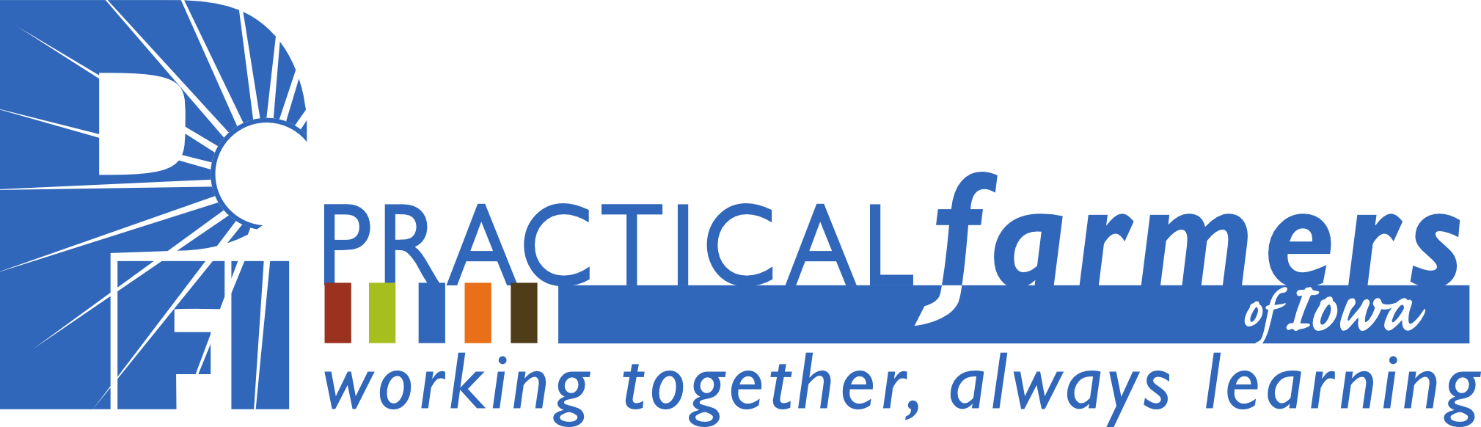 PFI
PRACTICAL farmers
of Iowa
working together, always learning